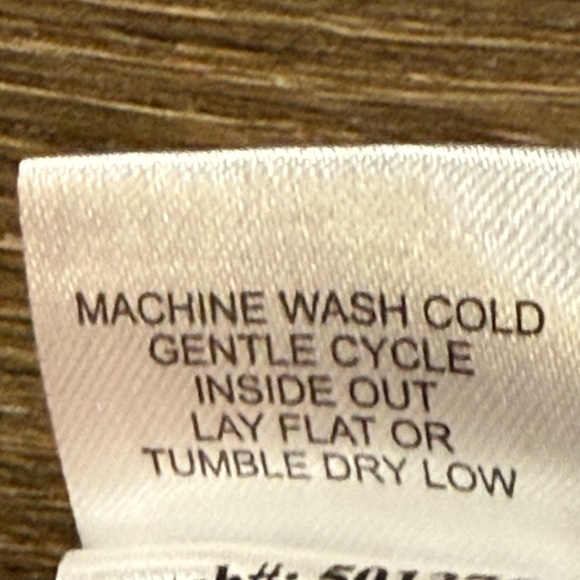 MACHINE WASH COLD
GENTLE CYCLE
INSIDE OUT
LAY FLAT OR
TUMBLE DRY LOW